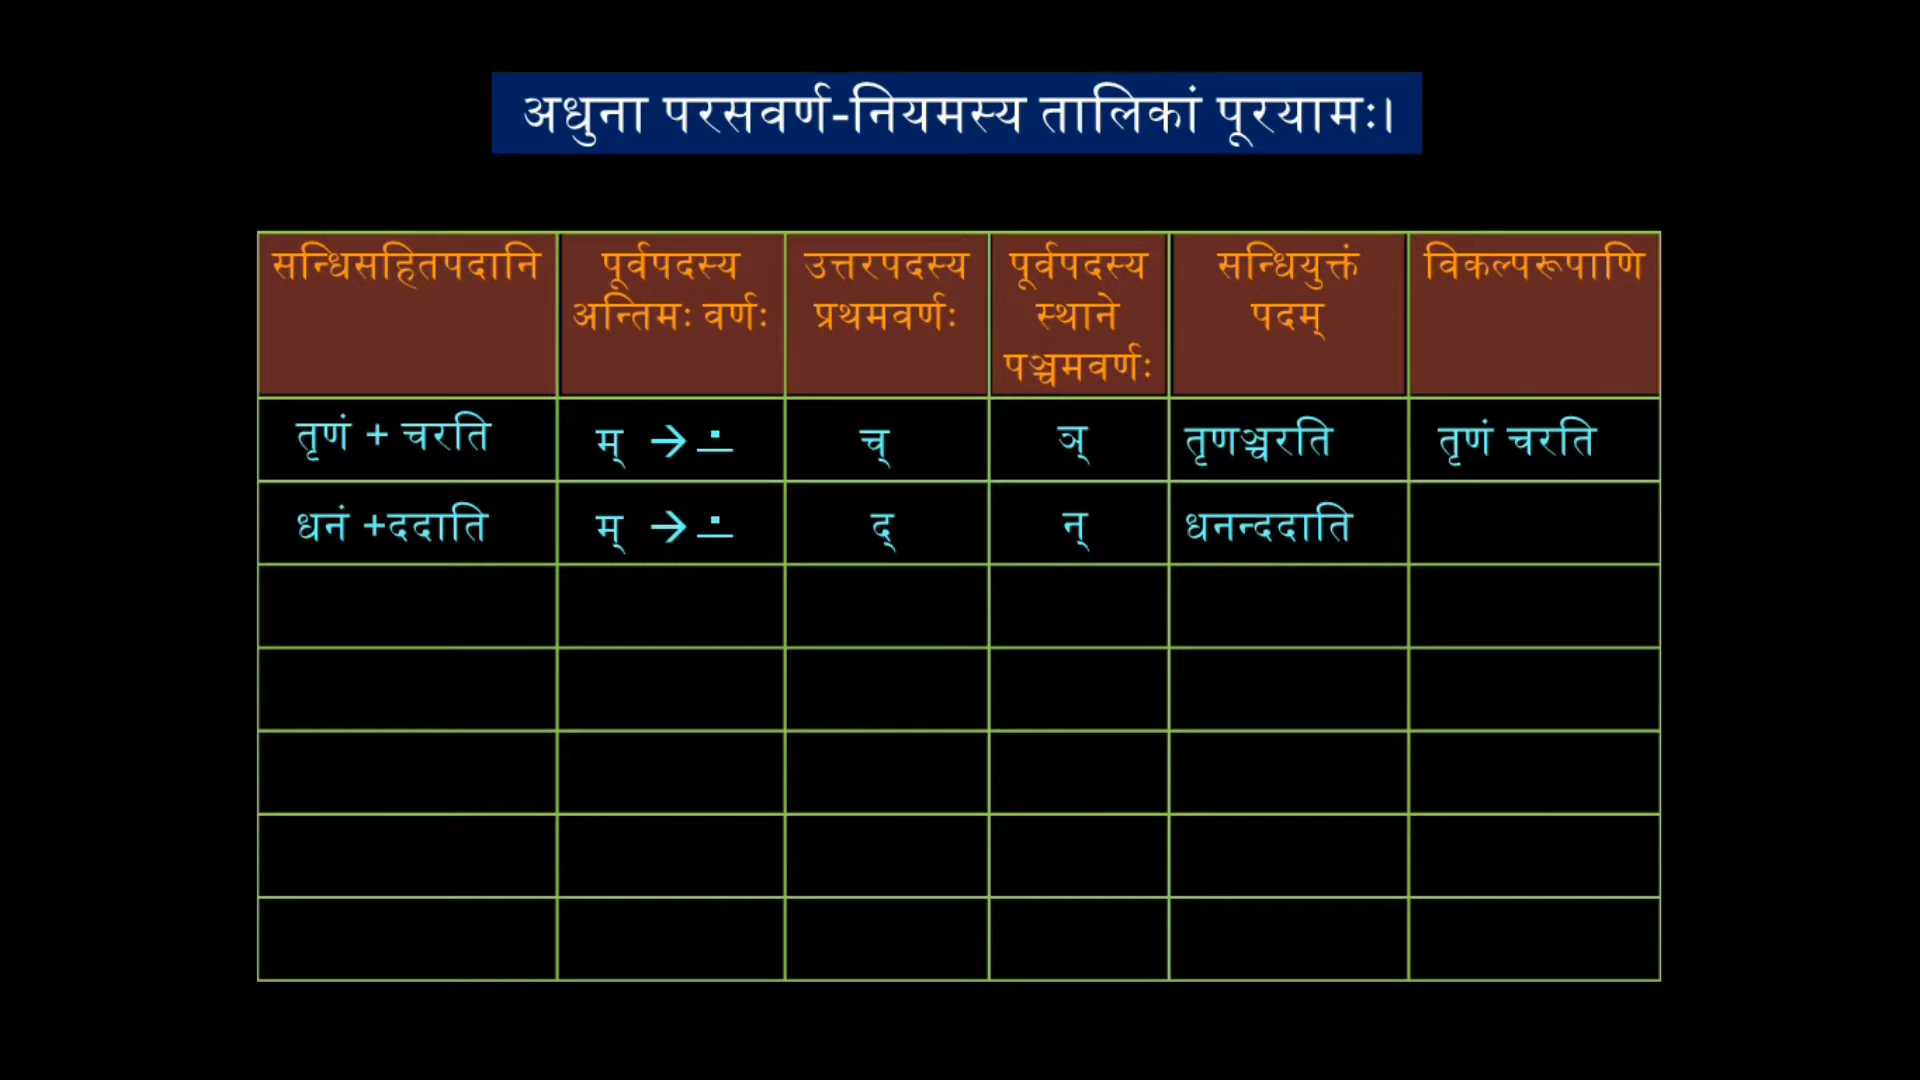 अधुना परसवर्ण-नियमस्य तालिकां पूरयामः।
सन्धिसहितपदानि पूर्वपदस्य अन्तिमः वर्णः उत्तरपदस्य प्रथमवर्णः पूर्वपदस्य स्थाने पञ्चमवर्णः सन्धियुक्तं पदम् विकल्परूपाणि
तृणं + चरति म् → ∸ च् ञ् तृणञ्चरति तृणं चरति
धनं +ददाति म् → ∸ द् न् धनन्ददाति